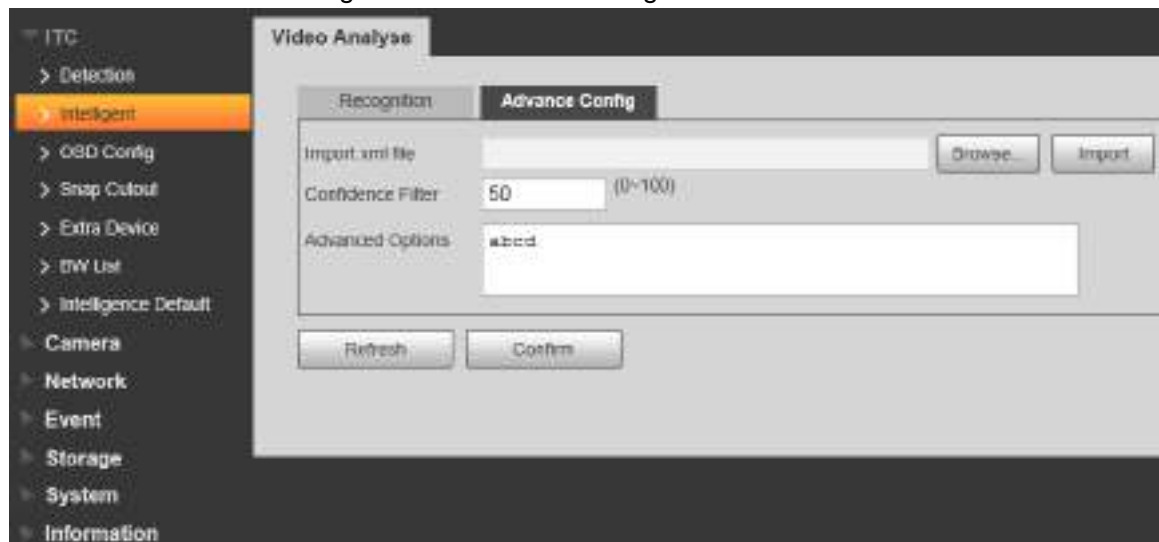 ITC
Video Analyse
> Detection
Recognition
Advance Config
> Intelligent
> OSD Config
Import xml file
Browse...
Import
> Snap Cutout
Confidence Filter
50
(0~100)
> Extra Device
Advanced Options
abcd
> BW List
> Intelligence Default
Camera
Refresh
Confirm
Network
Event
Storage
System
Information